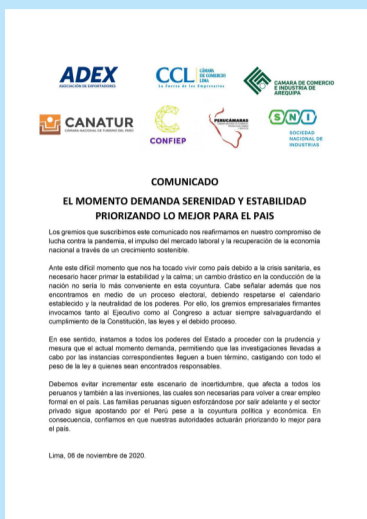 ADEX
ASOCIACIÓN DE EXPORTADORES
CCL
CÁMARA
DE COMERCIO
LIMA
La Fuerza de los Empresarios
CAMARA DE COMERCIO
E INDUSTRIA DE
AREQUIPA
CANATUR
CÁMARA NACIONAL DE TURISMO DEL PERÚ
CONFIEP
PERUCÁMARAS
SNI
SOCIEDAD
NACIONAL DE
INDUSTRIAS
COMUNICADO
EL MOMENTO DEMANDA SERENIDAD Y ESTABILIDAD
PRIORIZANDO LO MEJOR PARA EL PAIS
Los gremios que suscribimos este comunicado nos reafirmamos en nuestro compromiso de
lucha contra la pandemia, el impulso del mercado laboral y la recuperación de la economía
nacional a través de un crecimiento sostenible.
Ante este difícil momento que nos ha tocado vivir como país debido a la crisis sanitaria, es
necesario hacer primar la estabilidad y la calma; un cambio drástico en la conducción de la
nación no sería lo más conveniente en esta coyuntura. Cabe señalar además que nos
encontramos en medio de un proceso electoral, debiendo respetarse el calendario
establecido y la neutralidad de los poderes. Por ello, los gremios empresariales firmantes
invocamos tanto al Ejecutivo como al Congreso a actuar siempre salvaguardando el
cumplimiento de la Constitución, las leyes y el debido proceso.
En ese sentido, instamos a todos los poderes del Estado a proceder con la prudencia y
mesura que el actual momento demanda, permitiendo que las investigaciones llevadas a
cabo por las instancias correspondientes lleguen a buen término, castigando con todo el
peso de la ley a quienes sean encontrados responsables.
Debemos evitar incrementar este escenario de incertidumbre, que afecta a todos los
peruanos y también a las inversiones, las cuales son necesarias para volver a crear empleo
formal en el país. Las familias peruanas siguen esforzándose por salir adelante y el sector
privado sigue apostando por el Perú pese a la coyuntura política y económica. En
consecuencia, confiamos en que nuestras autoridades actuarán priorizando lo mejor para
el país.
Lima, 06 de noviembre de 2020.